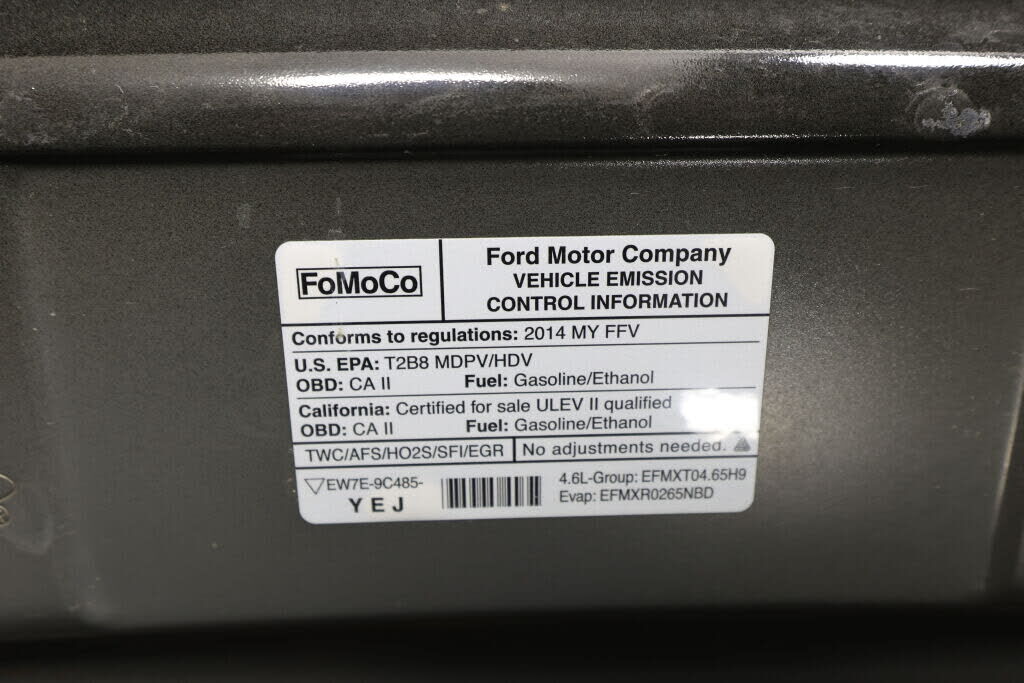 FoMoCo
Ford Motor Company
VEHICLE EMISSION
CONTROL INFORMATION
Conforms to regulations: 2014 MY FFV
U.S. EPA: T2B8 MDPV/HDV
OBD: CA II Fuel: Gasoline/Ethanol
California: Certified for sale ULEV II qualified
OBD: CA II Fuel: Gasoline/Ethanol
TWC/AFS/HO2S/SFI/EGR No adjustments needed.
EW7E-9C485-
YEJ
4.6L-Group: EFMXT04.65H9
Evap: EFMXR0265NBD